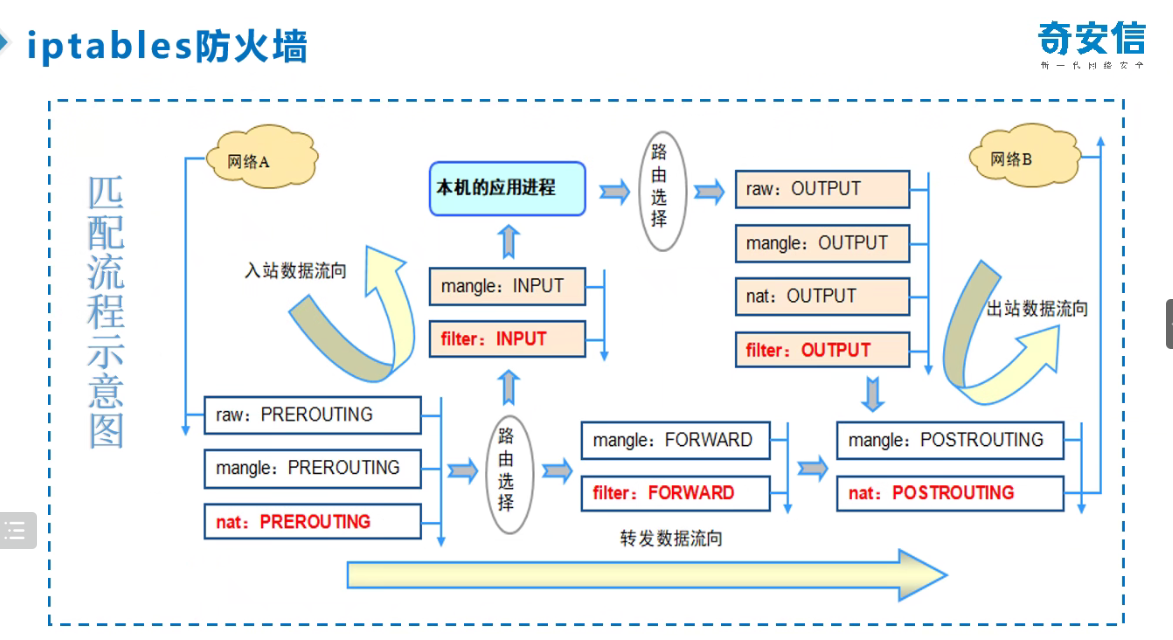 iptables防火墙
奇安信
新一代网络安全
匹配流程示意图
网络A
网络B
本机的应用进程
路由选择
raw：OUTPUT
mangle：OUTPUT
nat：OUTPUT
filter：OUTPUT
入站数据流向
mangle：INPUT
filter：INPUT
出站数据流向
raw：PREROUTING
mangle：PREROUTING
nat：PREROUTING
路由选择
mangle：FORWARD
filter：FORWARD
mangle：POSTROUTING
nat：POSTROUTING
转发数据流向